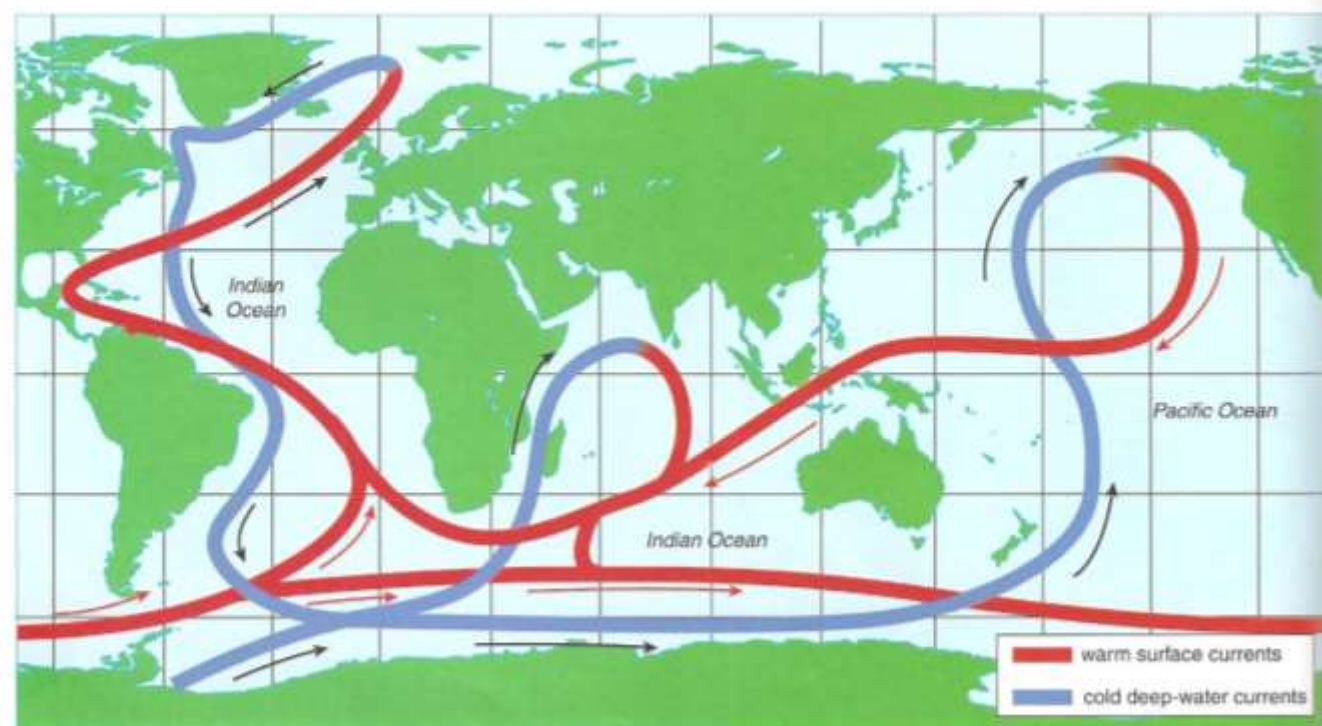 Indian
Ocean
Pacific Ocean
Indian Ocean
warm surface currents
cold deep-water currents